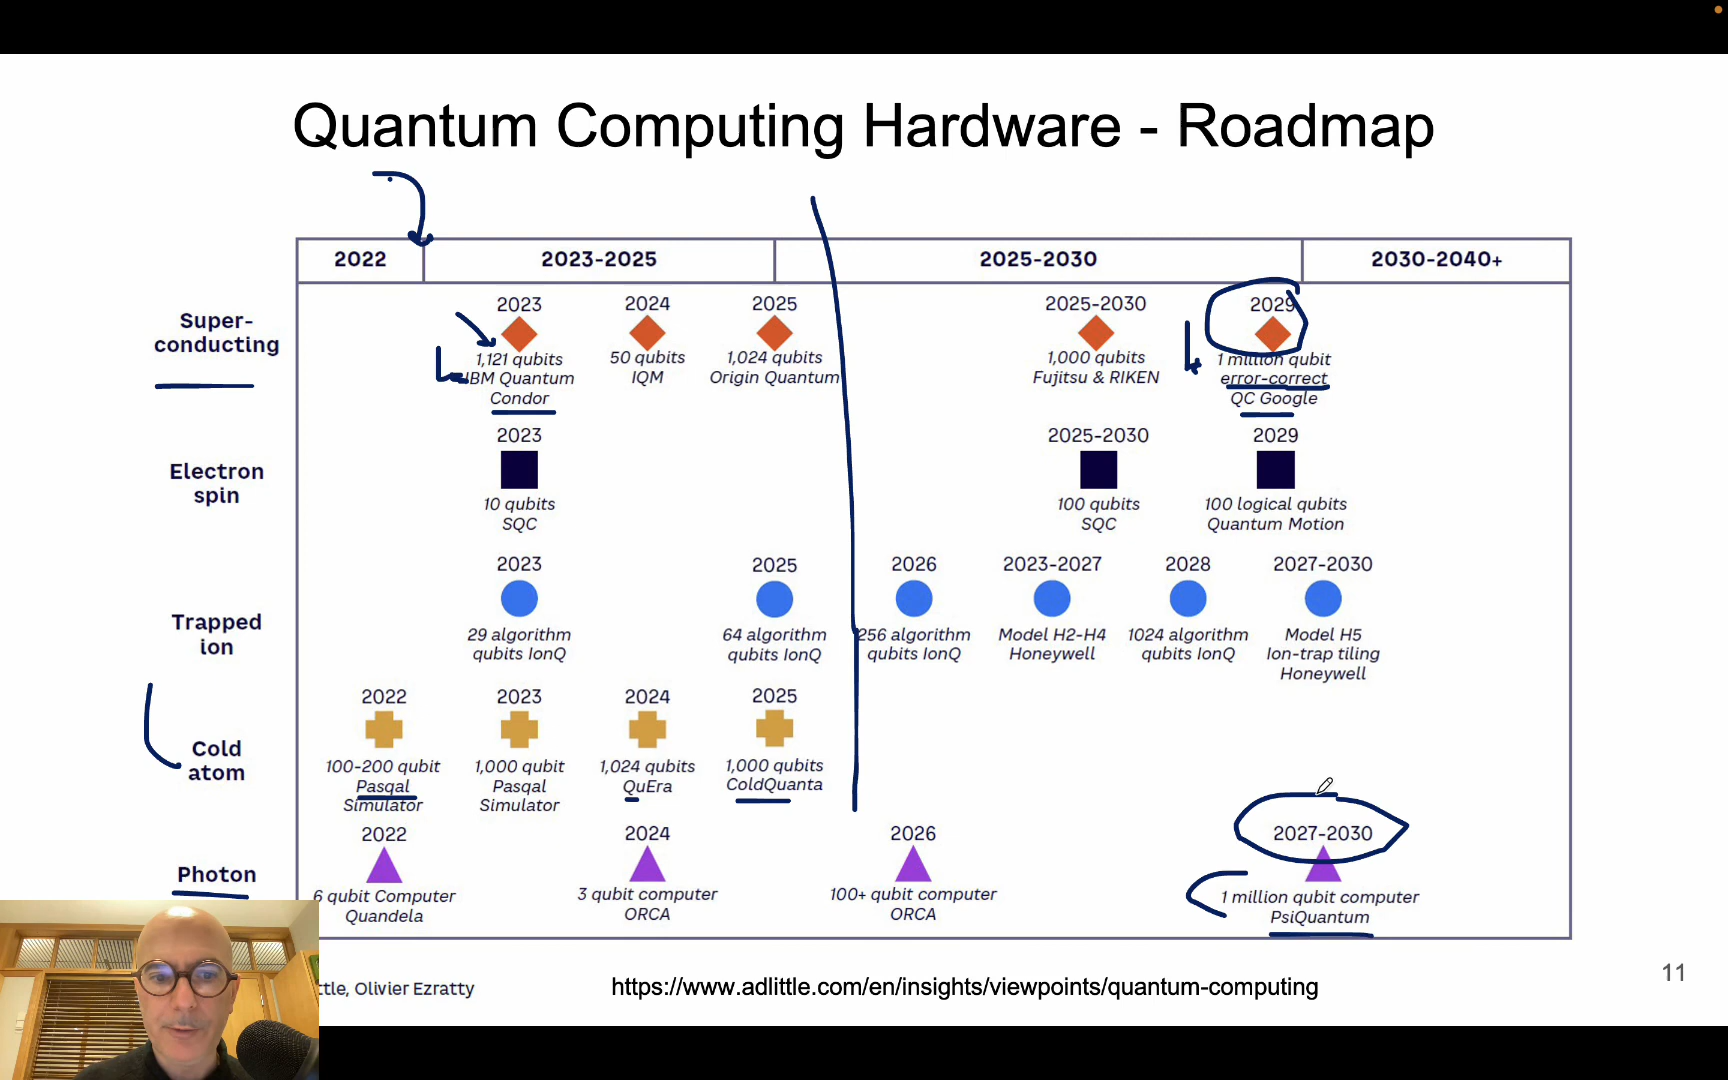 Quantum Computing Hardware - Roadmap
2022
2023-2025
2025-2030
2030-2040+
Super-
conducting
2023
1,121 qubits
IBM Quantum
Condor
2024
50 qubits
IQM
2025
1,024 qubits
Origin Quantum
2025-2030
1,000 qubits
Fujitsu & RIKEN
2029
1 million qubit
error-correct
QC Google
Electron
spin
2023
10 qubits
SQC
2025-2030
100 qubits
SQC
2029
100 logical qubits
Quantum Motion
Trapped
ion
2023
29 algorithm
qubits IonQ
2025
64 algorithm
qubits IonQ
2026
256 algorithm
qubits IonQ
2023-2027
Model H2-H4
Honeywell
2028
1024 algorithm
qubits IonQ
2027-2030
Model H5
Ion-trap tiling
Honeywell
Cold
atom
2022
100-200 qubit
Pasqal
Simulator
2023
1,000 qubit
Pasqal
Simulator
2024
1,024 qubits
QuEra
2025
1,000 qubits
ColdQuanta
Photon
2022
6 qubit Computer
Quandela
2024
3 qubit computer
ORCA
2026
100+ qubit computer
ORCA
2027-2030
1 million qubit computer
PsiQuantum
ttle, Olivier Ezratty
https://www.adlittle.com/en/insights/viewpoints/quantum-computing
11